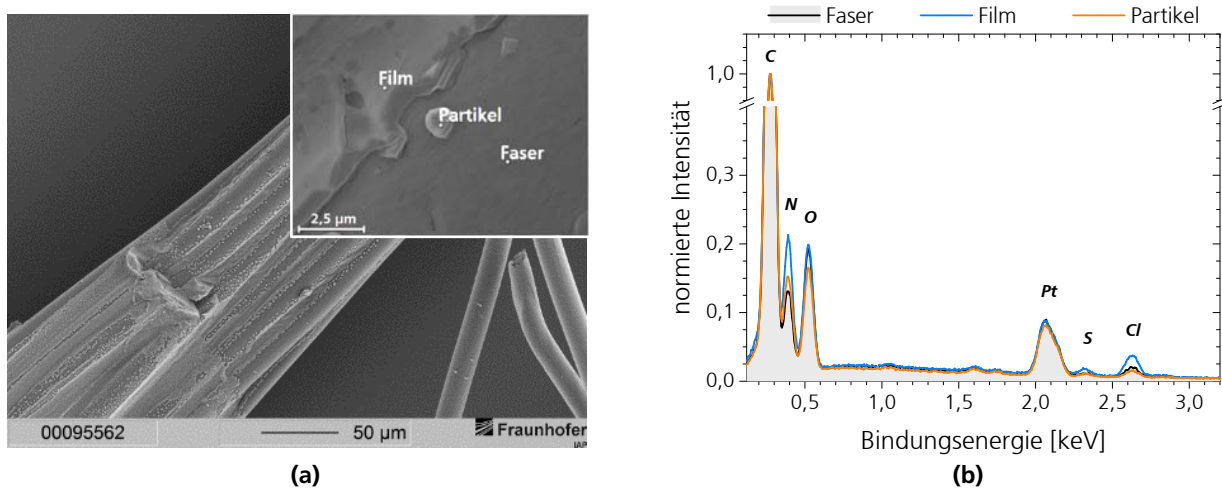 Film
Partikel
Faser
2,5 µm
00095562
50 µm
Fraunhofer
IAP
(a)
Faser
Film
Partikel
1,0
0,3
0,2
0,1
0,0
normierte Intensität
C
N
O
Pt
S
Cl
0,5
1,0
1,5
2,0
2,5
3,0
Bindungsenergie [keV]
(b)